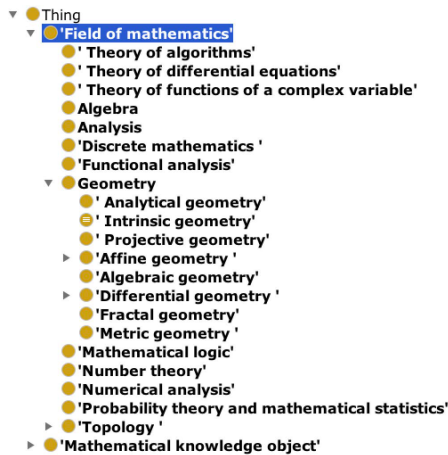 Thing
'Field of mathematics'
' Theory of algorithms'
' Theory of differential equations'
' Theory of functions of a complex variable'
Algebra
Analysis
'Discrete mathematics '
'Functional analysis'
Geometry
' Analytical geometry'
' Intrinsic geometry'
' Projective geometry'
'Affine geometry '
'Algebraic geometry'
'Differential geometry '
'Fractal geometry'
'Metric geometry '
'Mathematical logic'
'Number theory'
'Numerical analysis'
'Probability theory and mathematical statistics'
'Topology '
'Mathematical knowledge object'